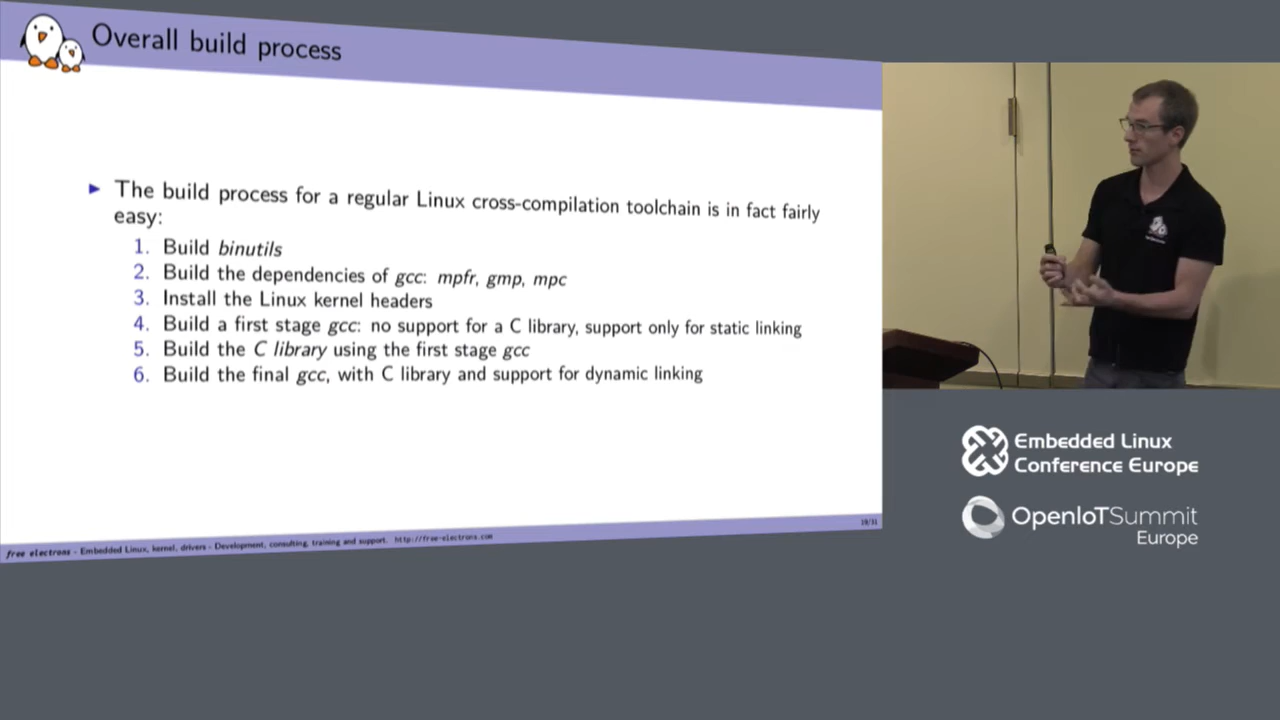 Overall build process
▶ The build process for a regular Linux cross-compilation toolchain is in fact fairly
easy:
1. Build binutils
2. Build the dependencies of gcc: mpfr, gmp, mpc
3. Install the Linux kernel headers
4. Build a first stage gcc: no support for a C library, support only for static linking
5. Build the C library using the first stage gcc
6. Build the final gcc, with C library and support for dynamic linking
free electrons - Embedded Linux, kernel, drivers - Development, consulting, training and support. http://free-electrons.com
Embedded Linux
Conference Europe
OpenIoTSummit
Europe